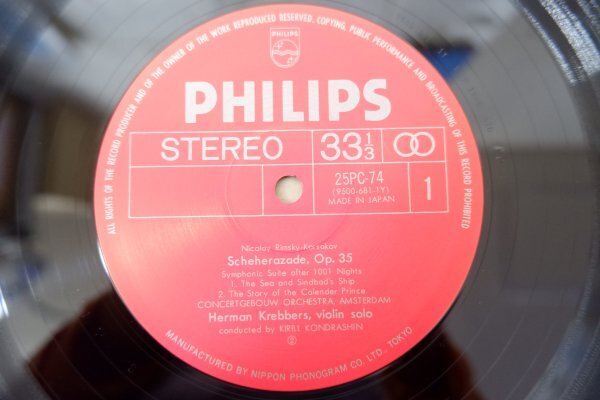 ALL RIGHTS OF THE RECORD PRODUCER AND OF THE OWNER OF THE WORK REPRODUCED RESERVED. COPYING, PUBLIC PERFORMANCE AND BROADCASTING OF THIS RECORD PROHIBITED
PHILIPS
PHILIPS
STEREO 33 1/3
25PC-74
(9500-681-1Y)
MADE IN JAPAN
1
Nicolas Rimsky-Korsakov
Scheherazade, Op. 35
Symphonic Suite after 1001 Nights
1. The Sea and Sindbad's Ship
2. The Story of the Calender Prince
CONCERTGEBOUW ORCHESTRA, AMSTERDAM
Herman Krebbers, violin solo
conducted by KIRILL KONDRASHIN
②
MANUFACTURED BY NIPPON PHONOGRAM CO., LTD., TOKYO